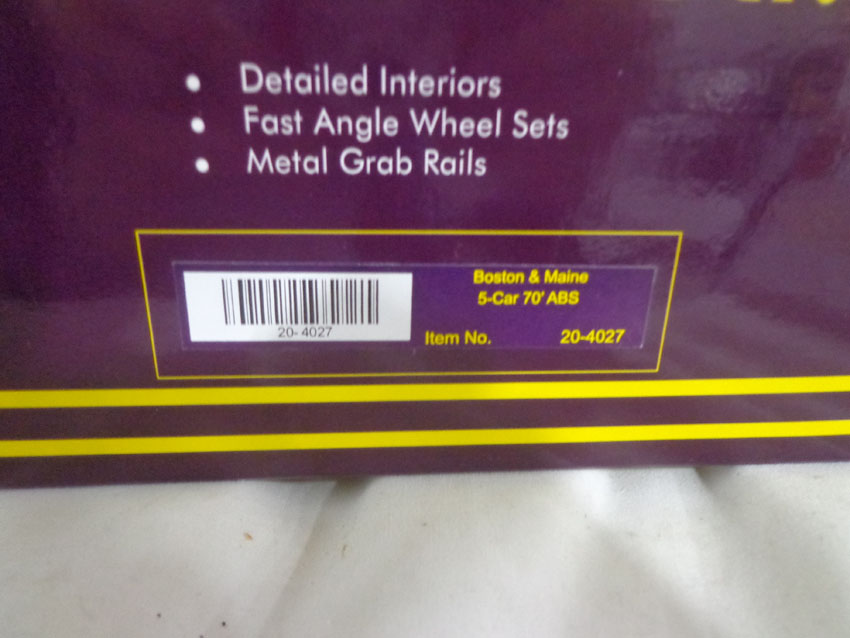 • Detailed Interiors
• Fast Angle Wheel Sets
• Metal Grab Rails
20-4027
Boston & Maine
5-Car 70' ABS
Item No. 20-4027